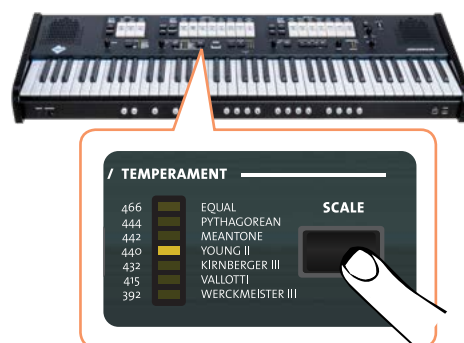 / TEMPERAMENT
SCALE
466 EQUAL
444 PYTHAGOREAN
442 MEANTONE
440 YOUNG II
432 KIRNBERGER III
415 VALLOTTI
392 WERCKMEISTER III